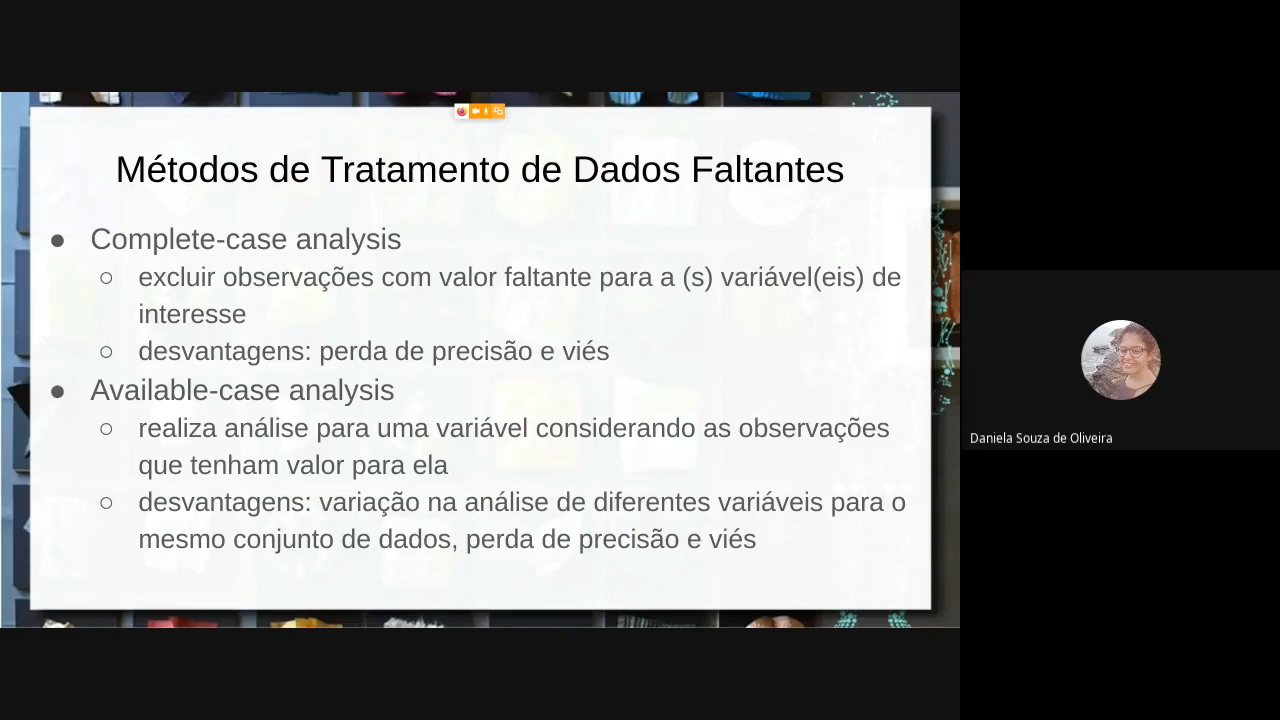 Métodos de Tratamento de Dados Faltantes
● Complete-case analysis
○ excluir observações com valor faltante para a (s) variável(eis) de
interesse
○ desvantagens: perda de precisão e viés
● Available-case analysis
○ realiza análise para uma variável considerando as observações
que tenham valor para ela
○ desvantagens: variação na análise de diferentes variáveis para o
mesmo conjunto de dados, perda de precisão e viés
Daniela Souza de Oliveira